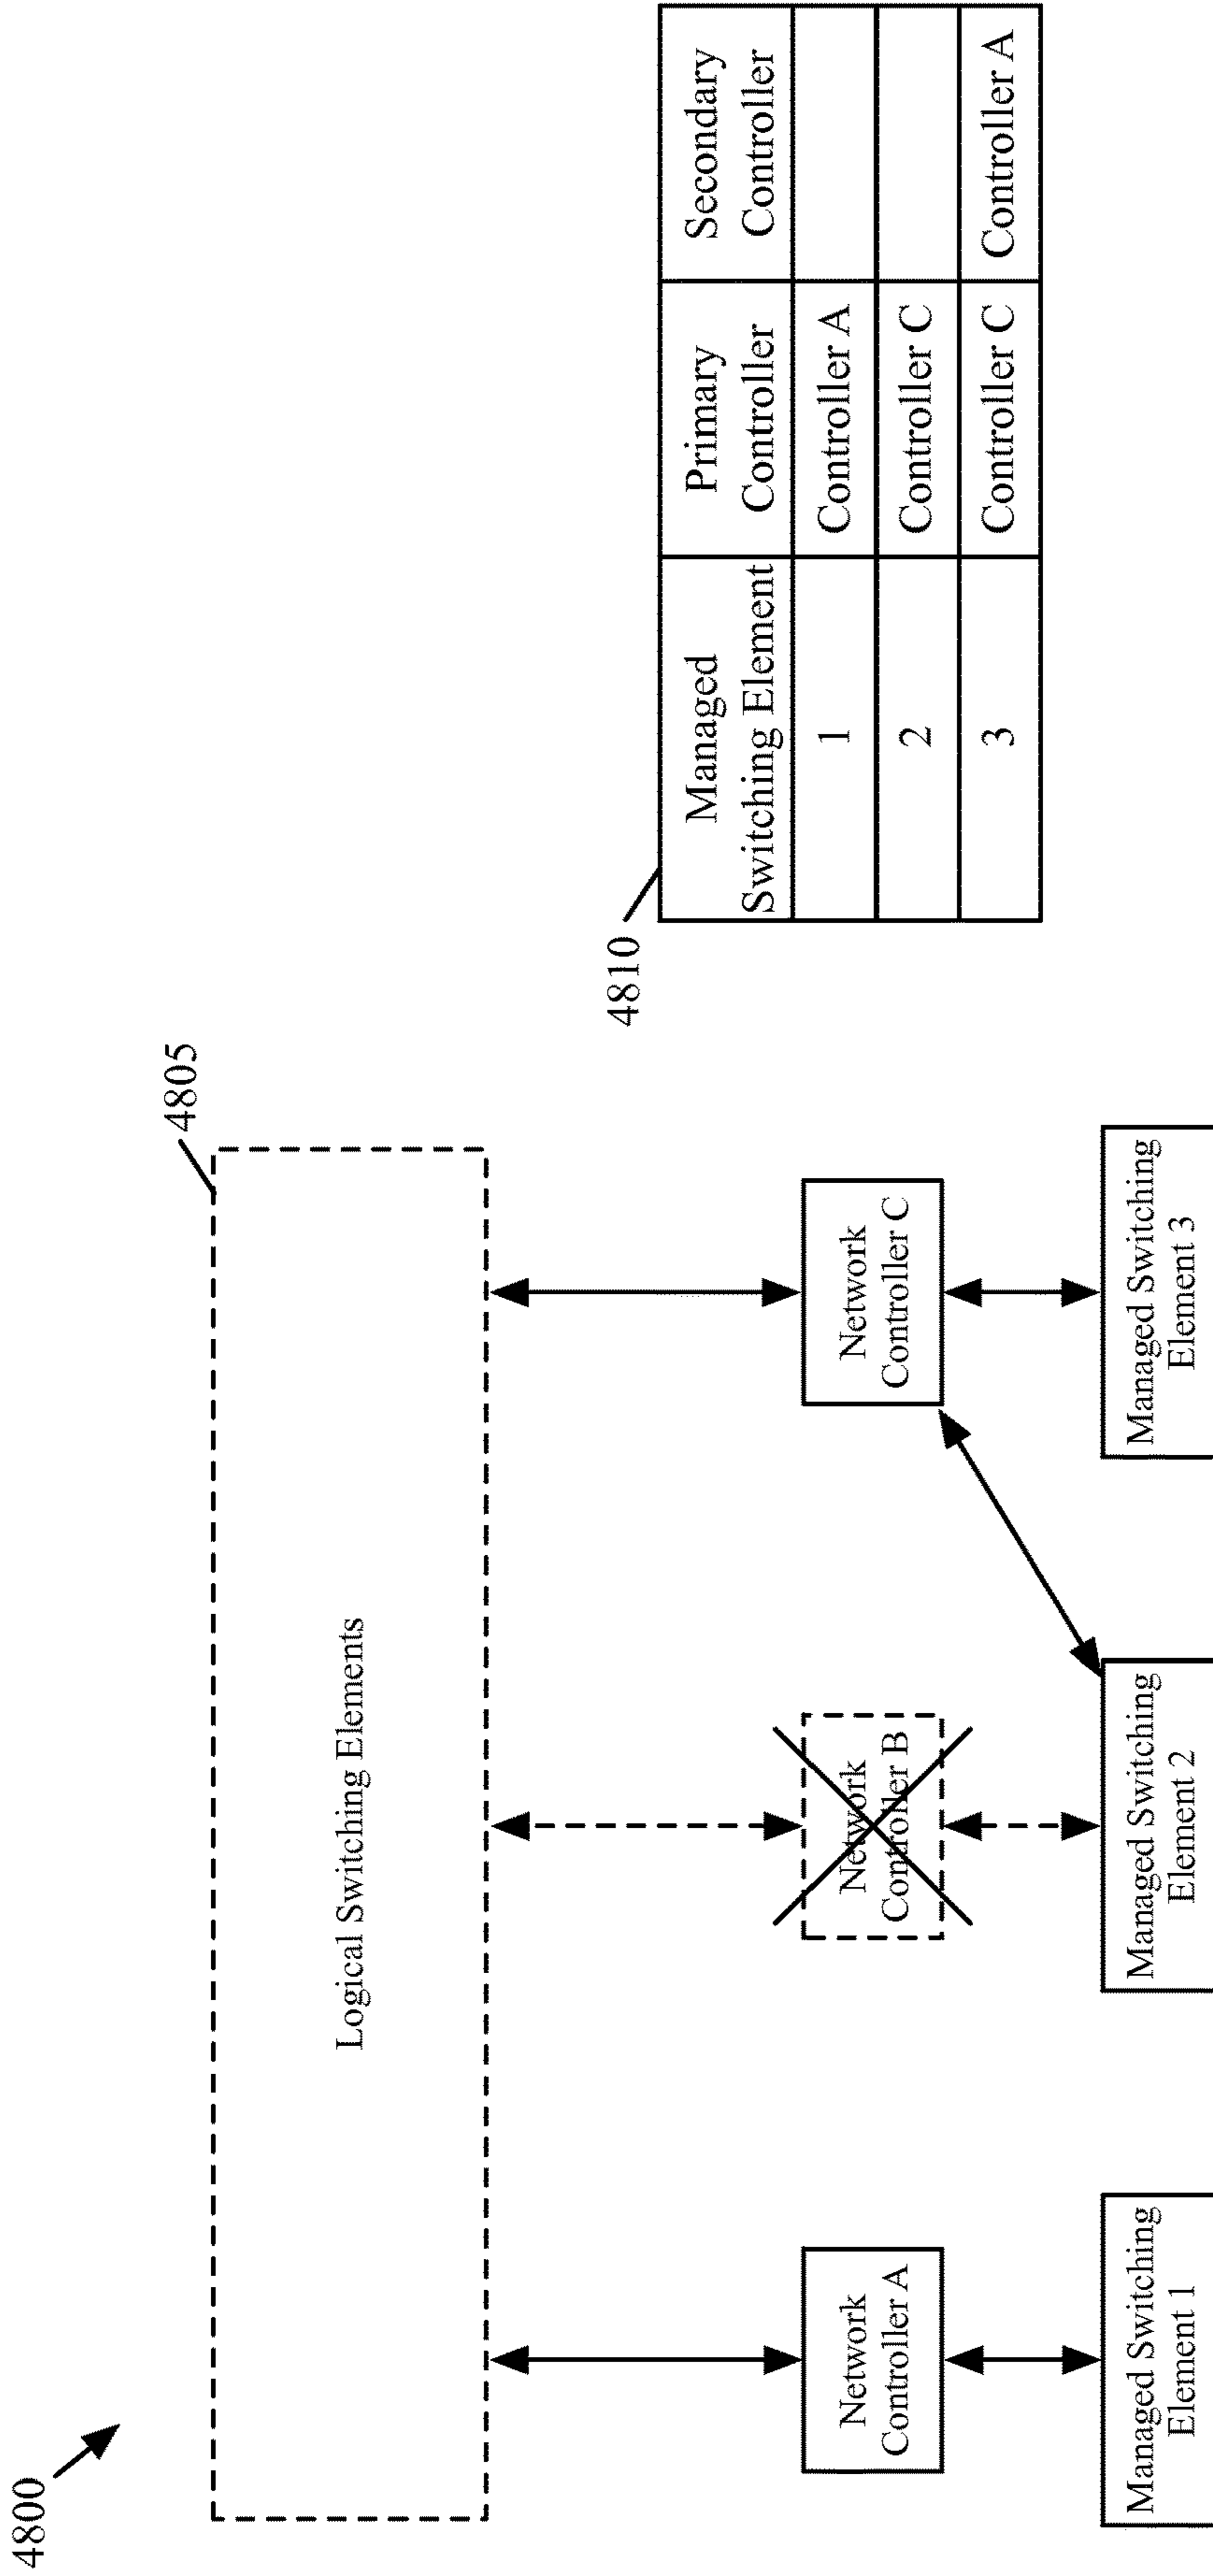 4800
4805
Logical Switching Elements
Network
Controller A
Network
Controller B
Network
Controller C
Managed Switching
Element 1
Managed Switching
Element 2
Managed Switching
Element 3
4810
Managed
Switching Element
Primary
Controller
Secondary
Controller
1
Controller A
2
Controller C
3
Controller C
Controller A